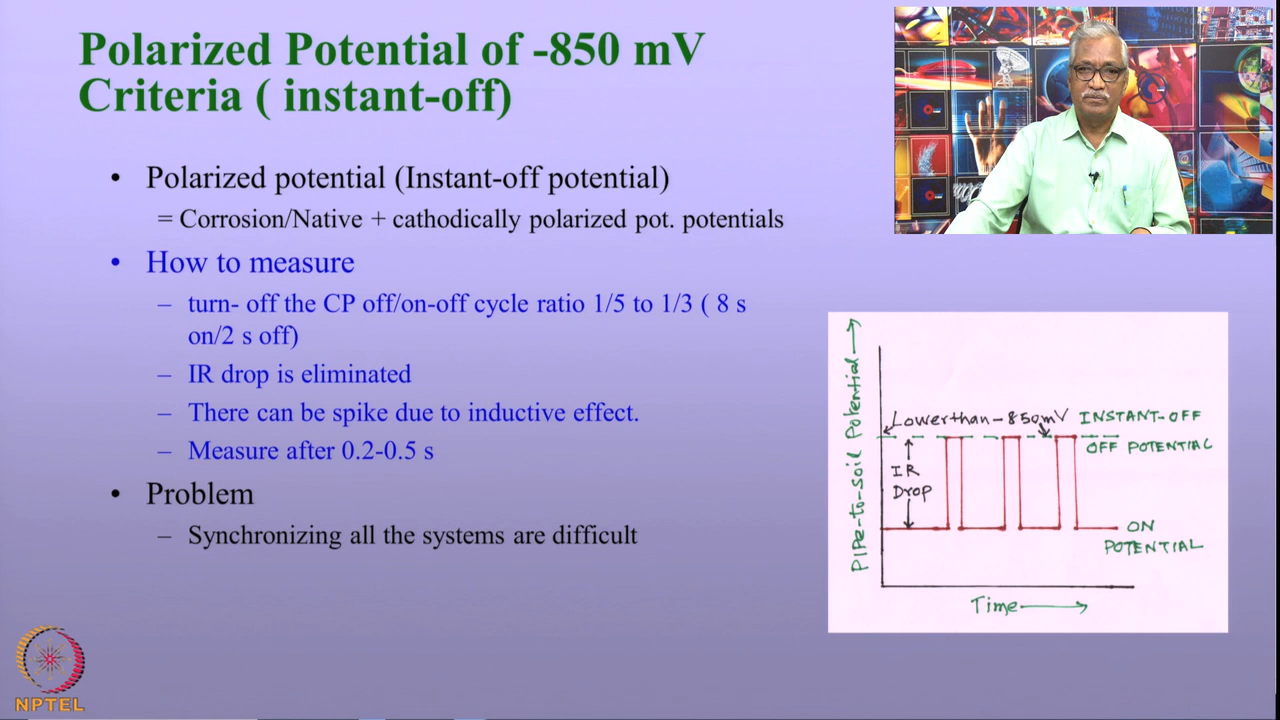 Polarized Potential of -850 mV
Criteria ( instant-off)
• Polarized potential (Instant-off potential)
= Corrosion/Native + cathodically polarized pot. potentials
• How to measure
– turn- off the CP off/on-off cycle ratio 1/5 to 1/3 ( 8 s
on/2 s off)
– IR drop is eliminated
– There can be spike due to inductive effect.
– Measure after 0.2-0.5 s
• Problem
– Synchronizing all the systems are difficult
Pipe-to-soil Potential
Lower than -850mV
INSTANT-OFF
OFF POTENTIAL
IR
Drop
ON
POTENTIAL
Time
NPTEL